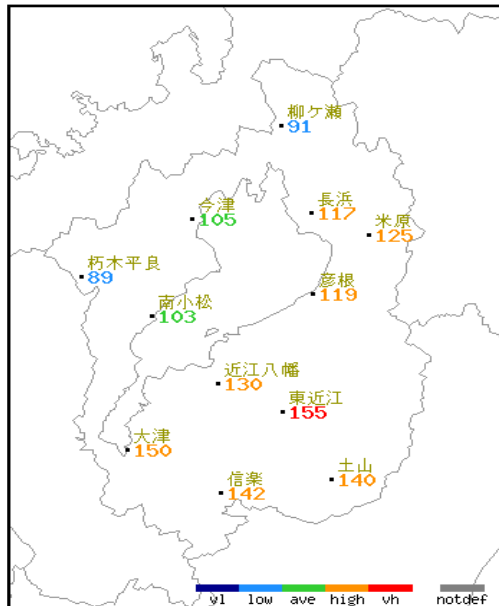 柳ケ瀬
91
長浜
117
今津
105
米原
125
朽木平良
89
彦根
119
南小松
103
近江八幡
130
東近江
155
大津
150
土山
140
信楽
142
vl low ave high vh notdef